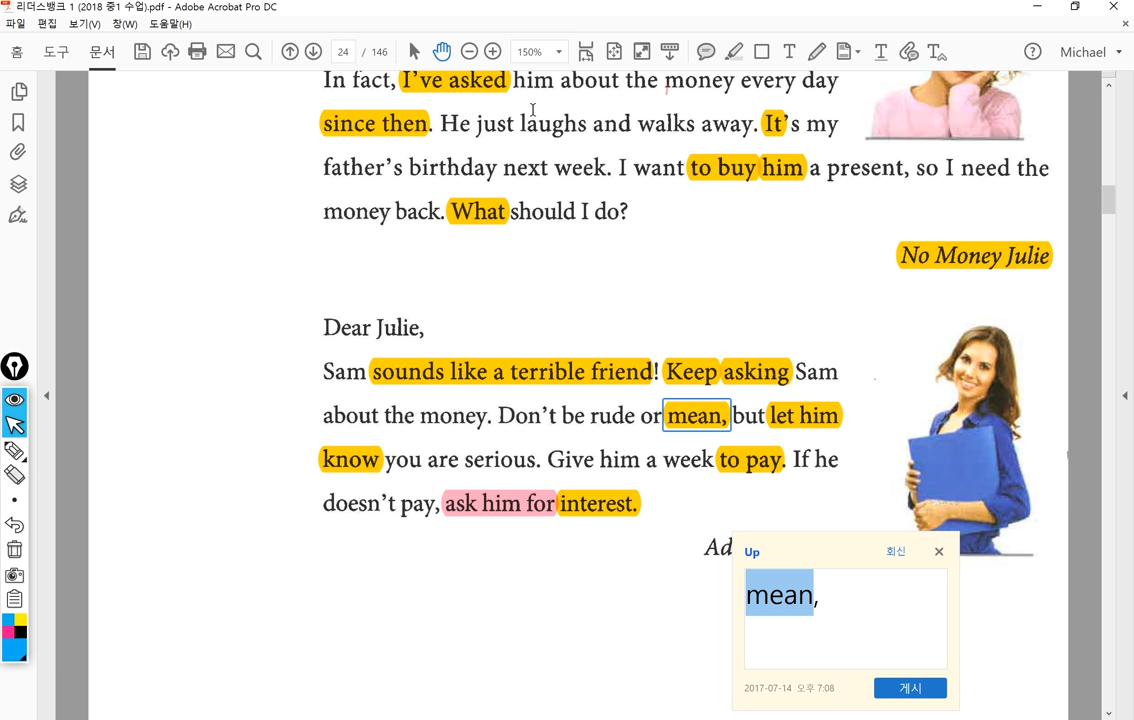 리더스뱅크 1 (2018 중1 수업).pdf - Adobe Acrobat Pro DC
파일 편집 보기(V) 창(W) 도움말(H)
홈 도구 문서 24 / 146 150% Michael
In fact, I've asked him about the money every day
since then. He just laughs and walks away. It's my
father's birthday next week. I want to buy him a present, so I need the
money back. What should I do?
No Money Julie
Dear Julie,
Sam sounds like a terrible friend! Keep asking Sam
about the money. Don't be rude or mean, but let him
know you are serious. Give him a week to pay. If he
doesn't pay, ask him for interest.
Ad
Up 회신
mean,
2017-07-14 오후 7:08 게시